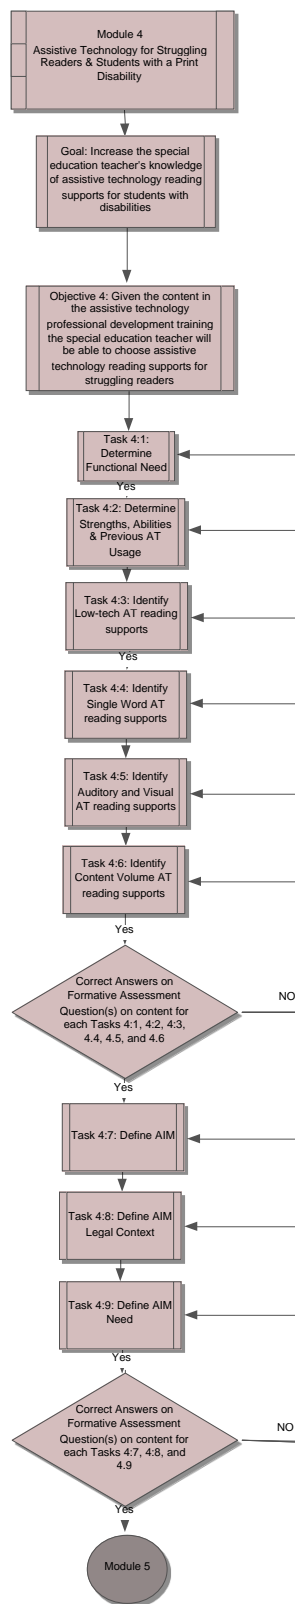 Module 4
Assistive Technology for Struggling
Readers & Students with a Print
Disability
Goal: Increase the special
education teacher's knowledge
of assistive technology reading
supports for students with
disabilities
Objective 4: Given the content in
the assistive technology
professional development training
the special education teacher will
be able to choose assistive
technology reading supports for
struggling readers
Task 4:1:
Determine
Functional Need
Yes
Task 4:2: Determine
Strengths, Abilities
& Previous AT
Usage
Task 4:3: Identify
Low-tech AT reading
supports
Yes
Task 4:4: Identify
Single Word AT
reading supports
Task 4:5: Identify
Auditory and Visual
AT reading supports
Task 4:6: Identify
Content Volume AT
reading supports
Yes
Correct Answers on
Formative Assessment
Question(s) on content for
each Tasks 4:1, 4:2, 4:3,
4.4, 4.5, and 4.6
NO
Yes
Task 4:7: Define AIM
Task 4:8: Define AIM
Legal Context
Task 4:9: Define AIM
Need
Yes
Correct Answers on
Formative Assessment
Question(s) on content for
each Tasks 4:7, 4:8, and
4.9
NO
Yes
Module 5